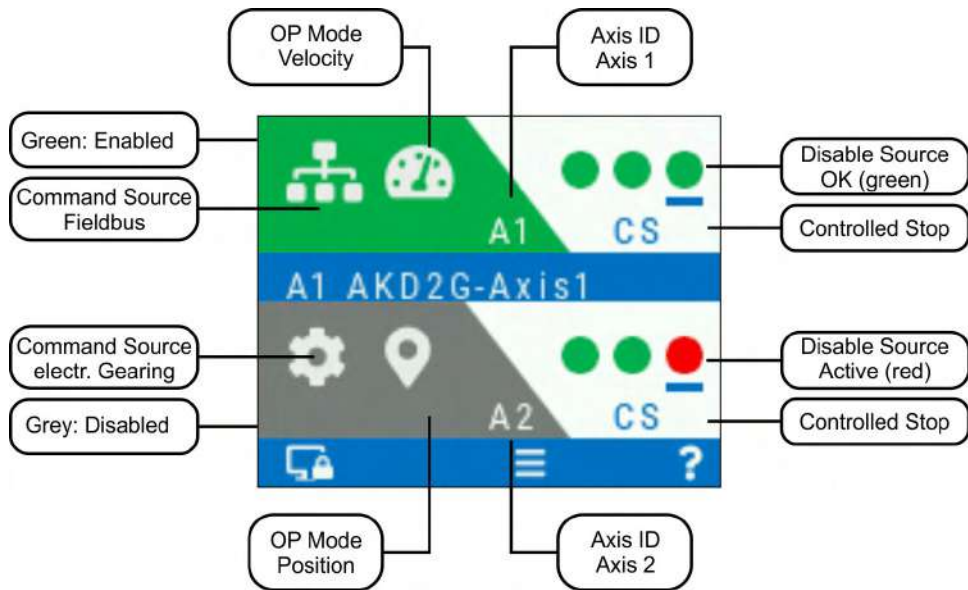 OP Mode
Velocity
Axis ID
Axis 1
Green: Enabled
Command Source
Fieldbus
Disable Source
OK (green)
Controlled Stop
A1
CS
A1 AKD2G-Axis1
Command Source
electr. Gearing
Grey: Disabled
Disable Source
Active (red)
Controlled Stop
A2
CS
?
OP Mode
Position
Axis ID
Axis 2